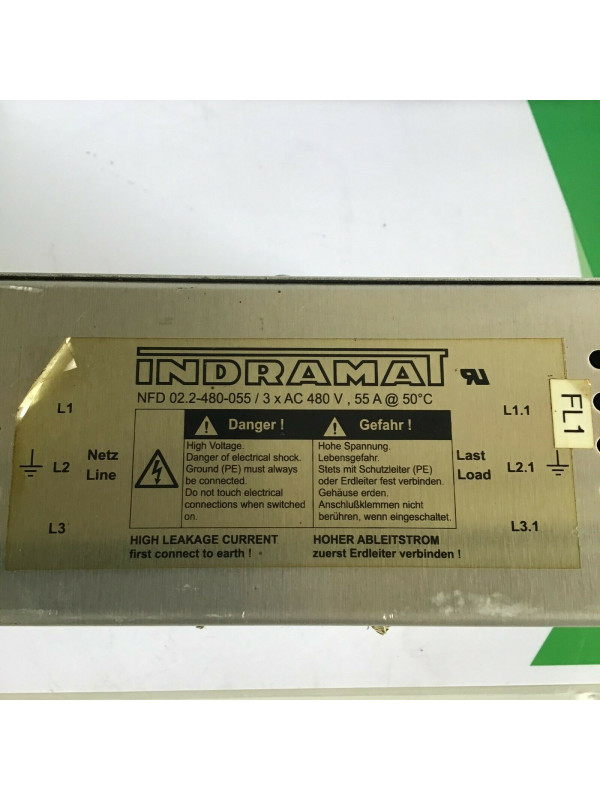 INDRAMAT
NFD 02.2-480-055 / 3 x AC 480 V , 55 A @ 50°C
L1
L2
L3
Netz
Line
Danger !
High Voltage.
Danger of electrical shock.
Ground (PE) must always
be connected.
Do not touch electrical
connections when switched
on.
Gefahr !
Hohe Spannung.
Lebensgefahr.
Stets mit Schutzleiter (PE)
oder Erdleiter fest verbinden.
Gehäuse erden.
Anschlußklemmen nicht
berühren, wenn eingeschaltet.
Last
Load
L1.1
L2.1
L3.1
FL1
HIGH LEAKAGE CURRENT
first connect to earth !
HOHER ABLEITSTROM
zuerst Erdleiter verbinden !